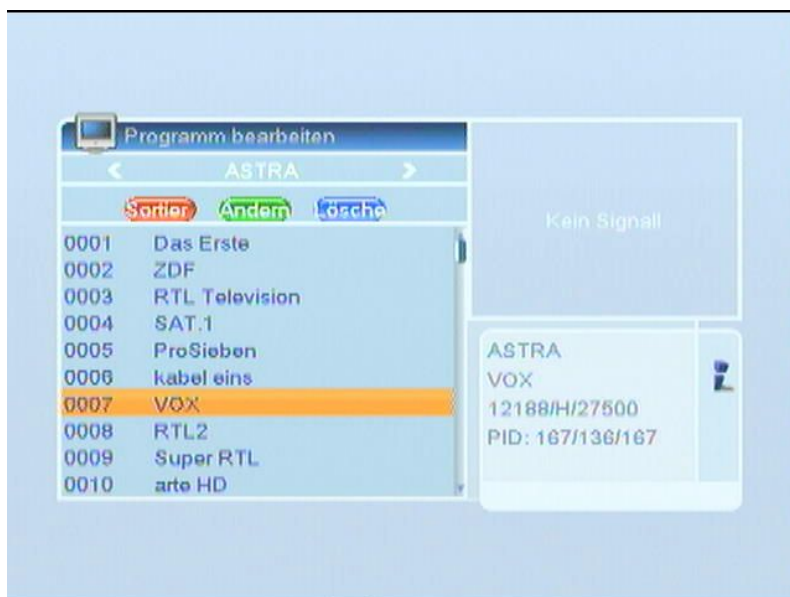 Programm bearbeiten
ASTRA
Sortier Ändern Lösche
0001 Das Erste
0002 ZDF
0003 RTL Television
0004 SAT.1
0005 ProSieben
0006 kabel eins
0007 VOX
0008 RTL2
0009 Super RTL
0010 arte HD
Kein Signall
ASTRA
VOX
12188/H/27500
PID: 167/136/167